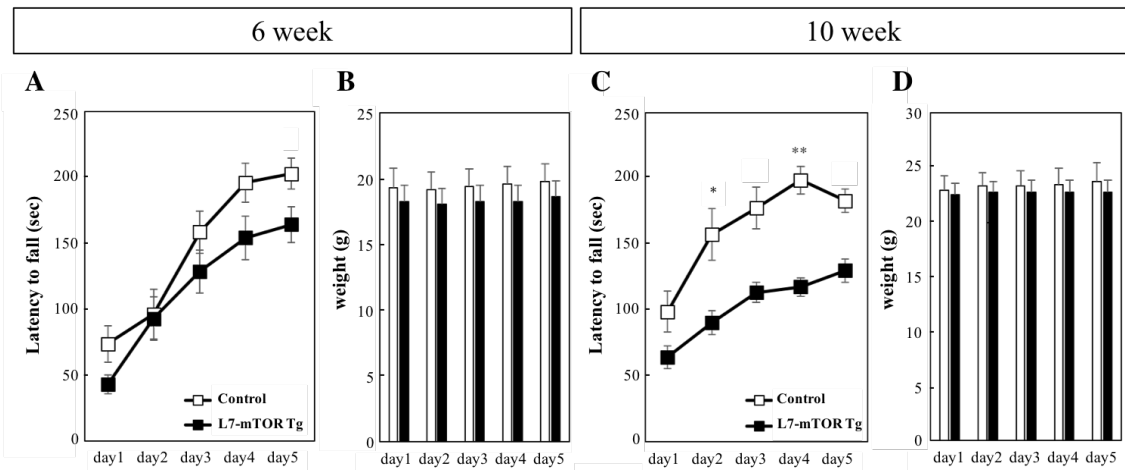 6 week
10 week
A
B
C
D
Latency to fall (sec)
250
200
150
100
50
0
Control
L7-mTOR Tg
day1 day2 day3 day4 day5
weight (g)
25
20
15
10
5
0
day1 day2 day3 day4 day5
Latency to fall (sec)
250
200
150
100
50
0
*
**
Control
L7-mTOR Tg
day1 day2 day3 day4 day5
weight (g)
30
25
22
10
5
0
day1 day2 day3 day4 day5